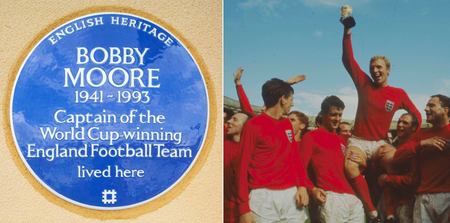 ENGLISH HERITAGE
BOBBY
MOORE
1941-1993
Captain of the
World Cup-winning
England Football Team
lived here